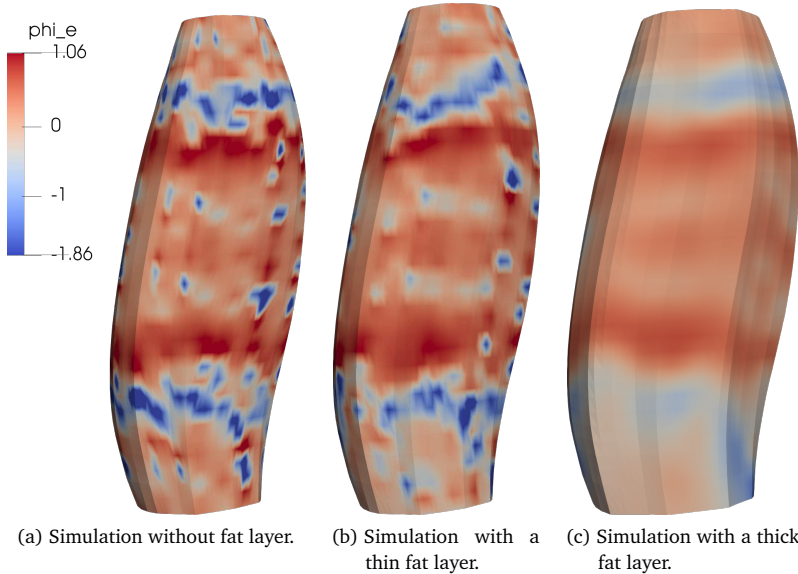 phi_e
1.06
0
-1
-1.86
(a) Simulation without fat layer.
(b) Simulation with a
thin fat layer.
(c) Simulation with a thick
fat layer.